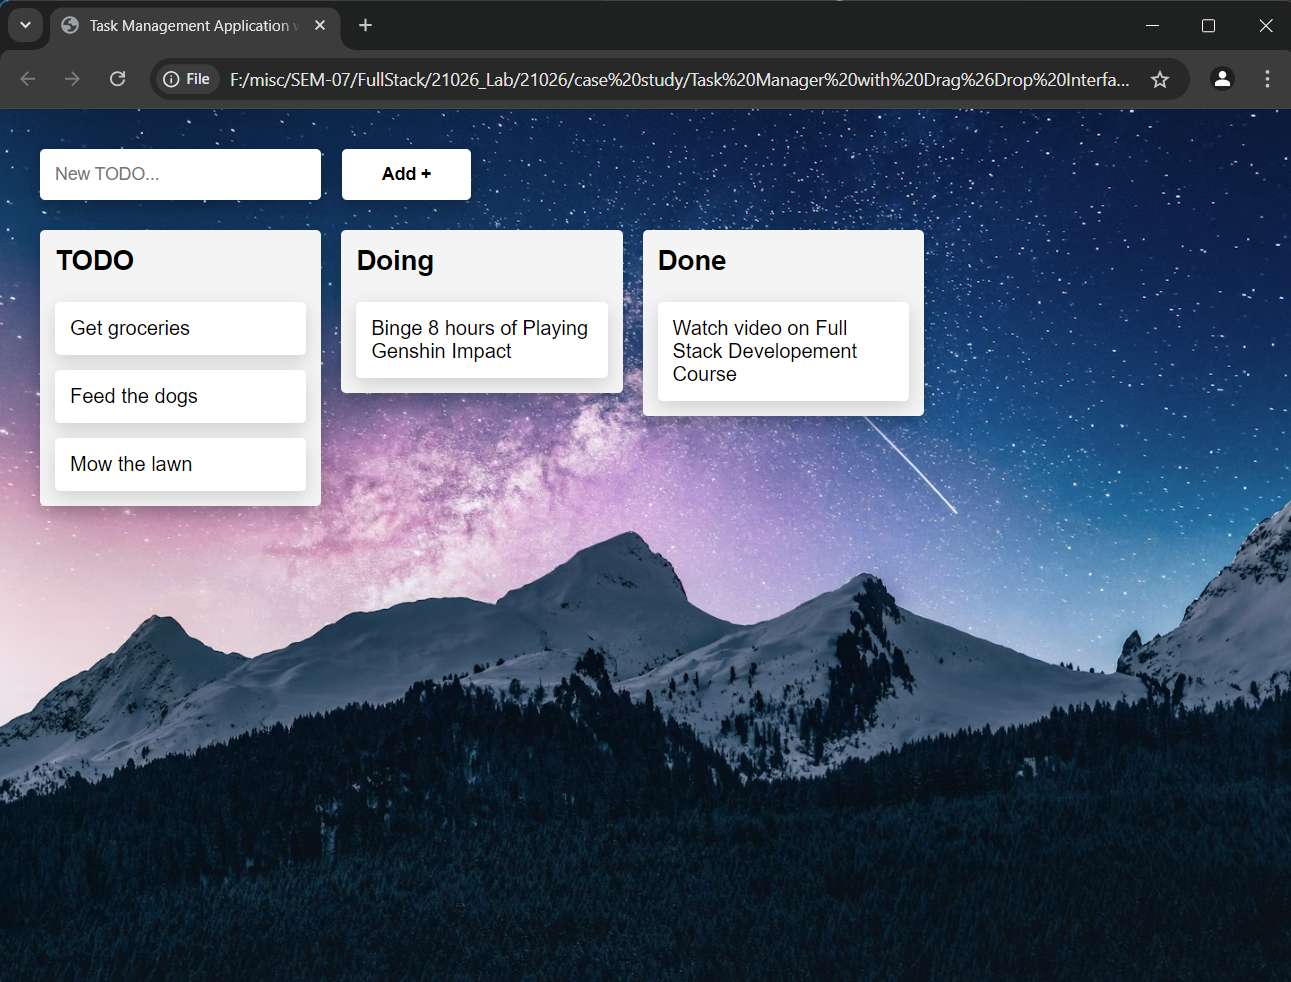 Task Management Application w
File
F:/misc/SEM-07/FullStack/21026_Lab/21026/case%20study/Task%20Manager%20with%20Drag%26Drop%20Interfa...
New TODO...
Add +
TODO
Get groceries
Feed the dogs
Mow the lawn
Doing
Binge 8 hours of Playing
Genshin Impact
Done
Watch video on Full
Stack Developement
Course